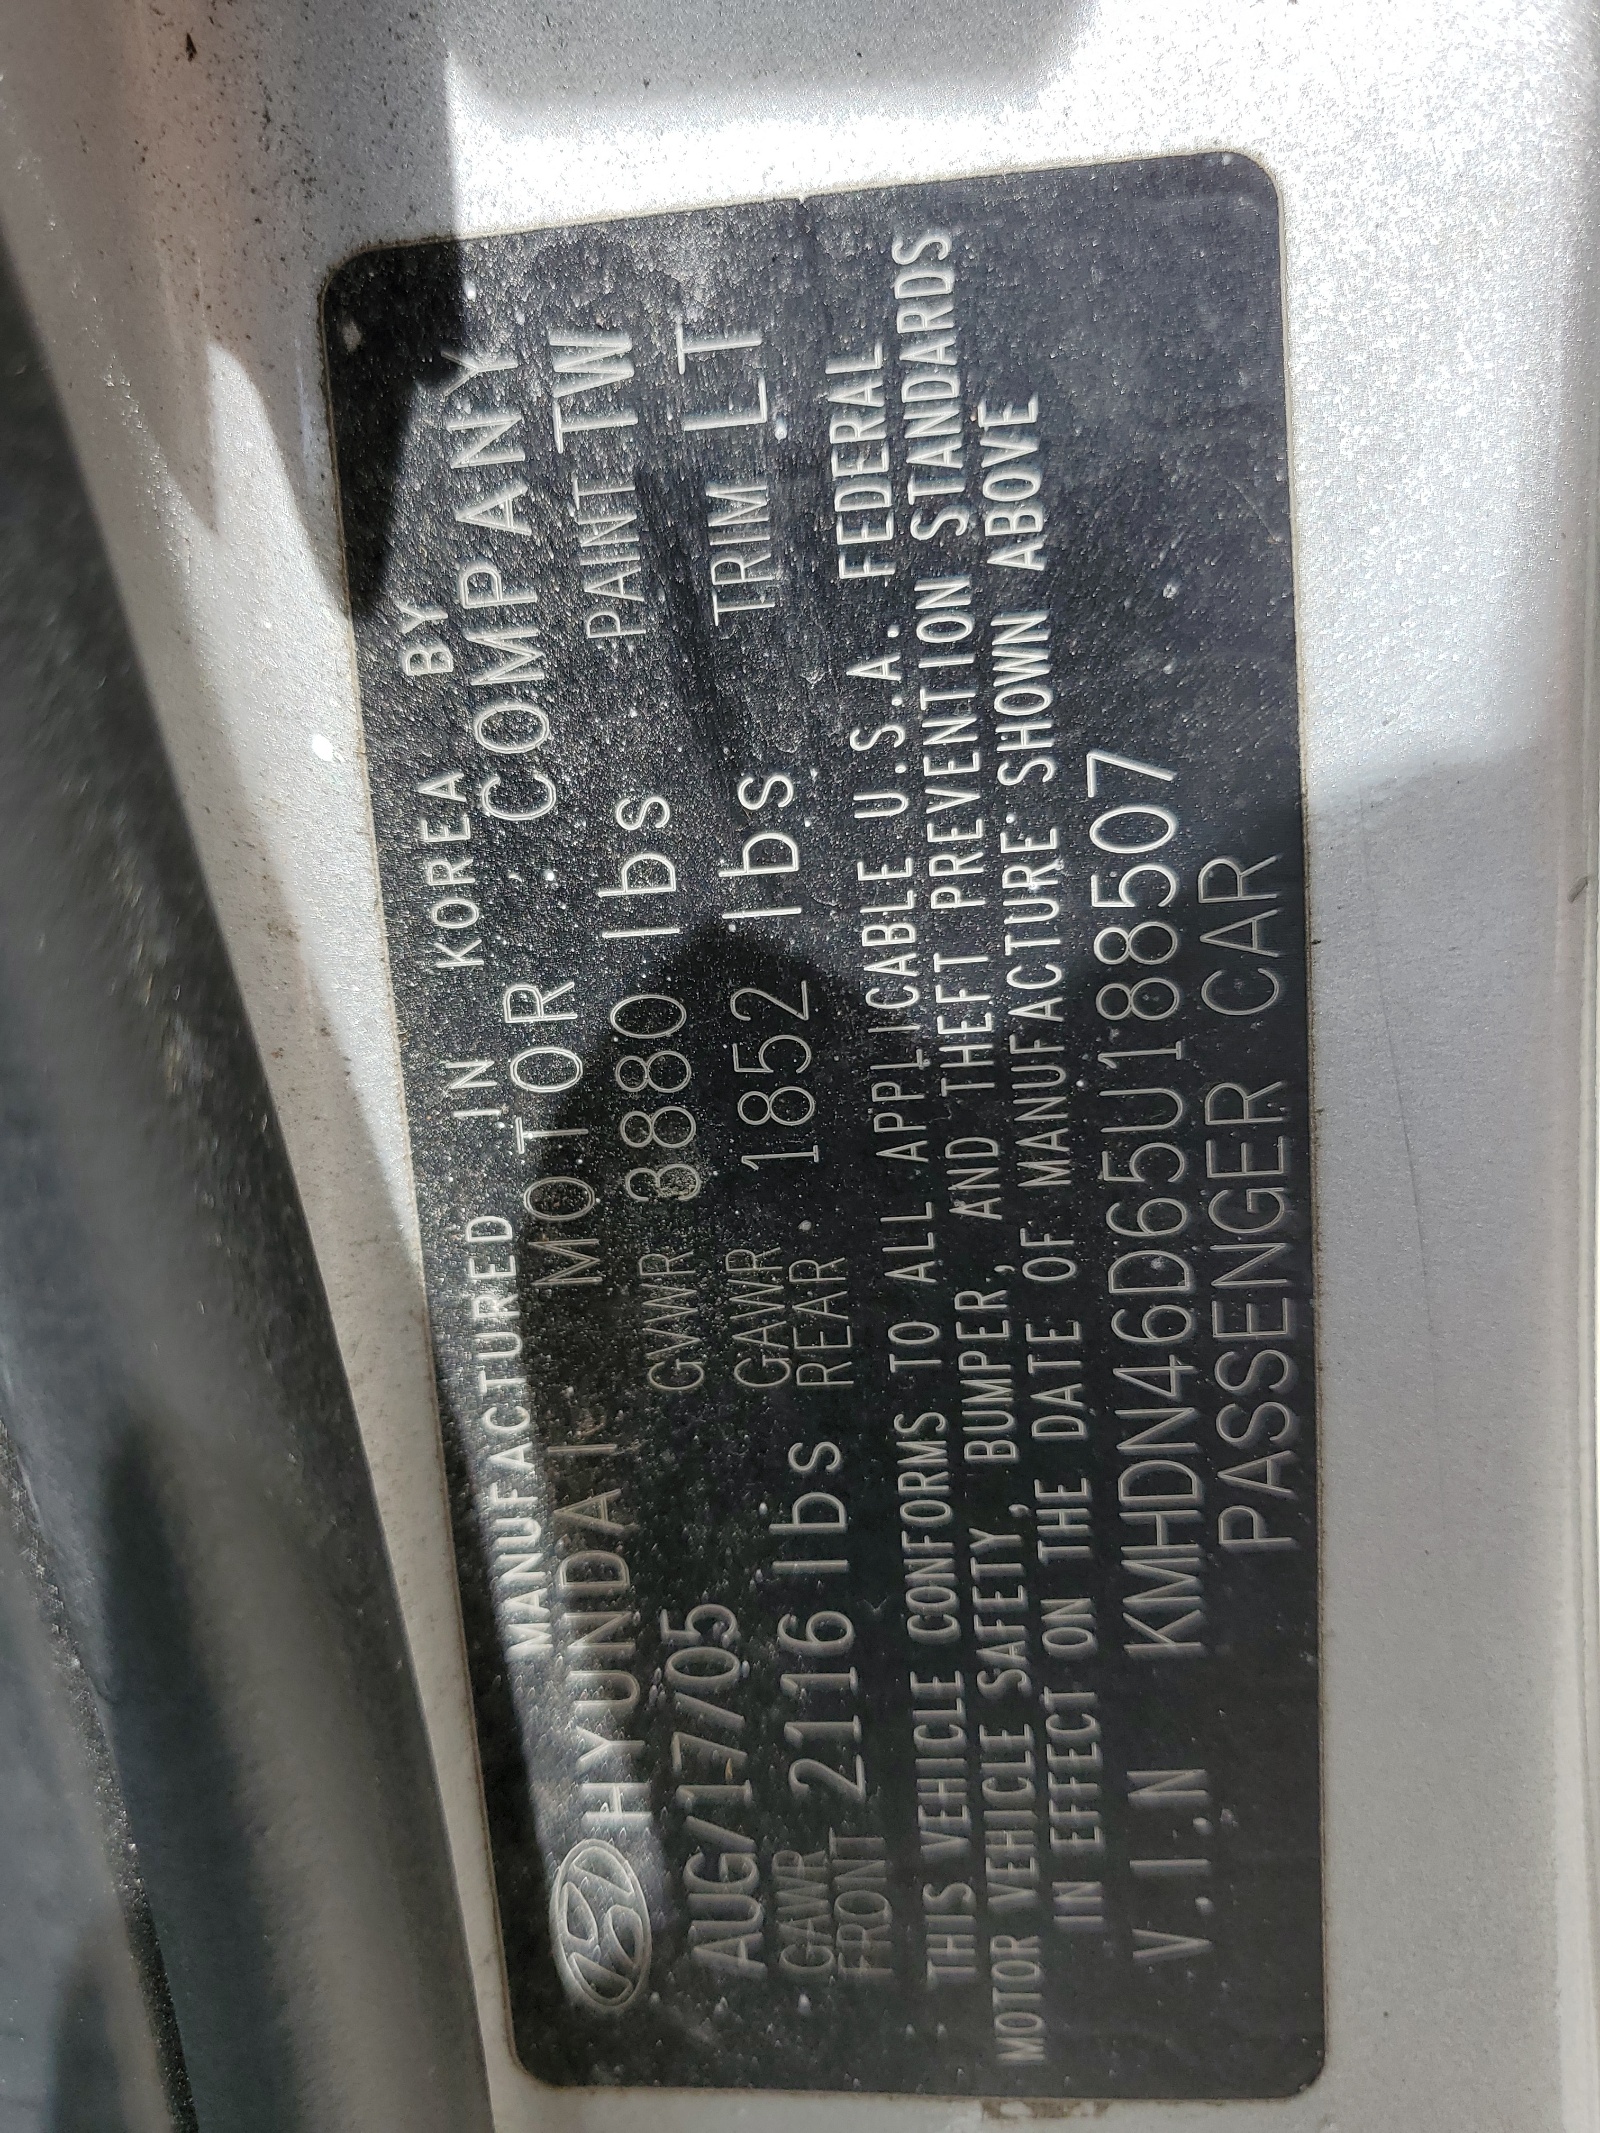 MANUFACTURED IN KOREA BY
HYUNDAI MOTOR COMPANY
AUG/17/05 GVWR 3880 lbs PAINT TW
GAWR FRONT 2116 lbs GAWR REAR 1852 lbs TRIM LT
THIS VEHICLE CONFORMS TO ALL APPLICABLE U.S.A. FEDERAL
MOTOR VEHICLE SAFETY, BUMPER, AND THEFT PREVENTION STANDARDS
IN EFFECT ON THE DATE OF MANUFACTURE SHOWN ABOVE
V.I.N KMHDN46D65U188507
PASSENGER CAR